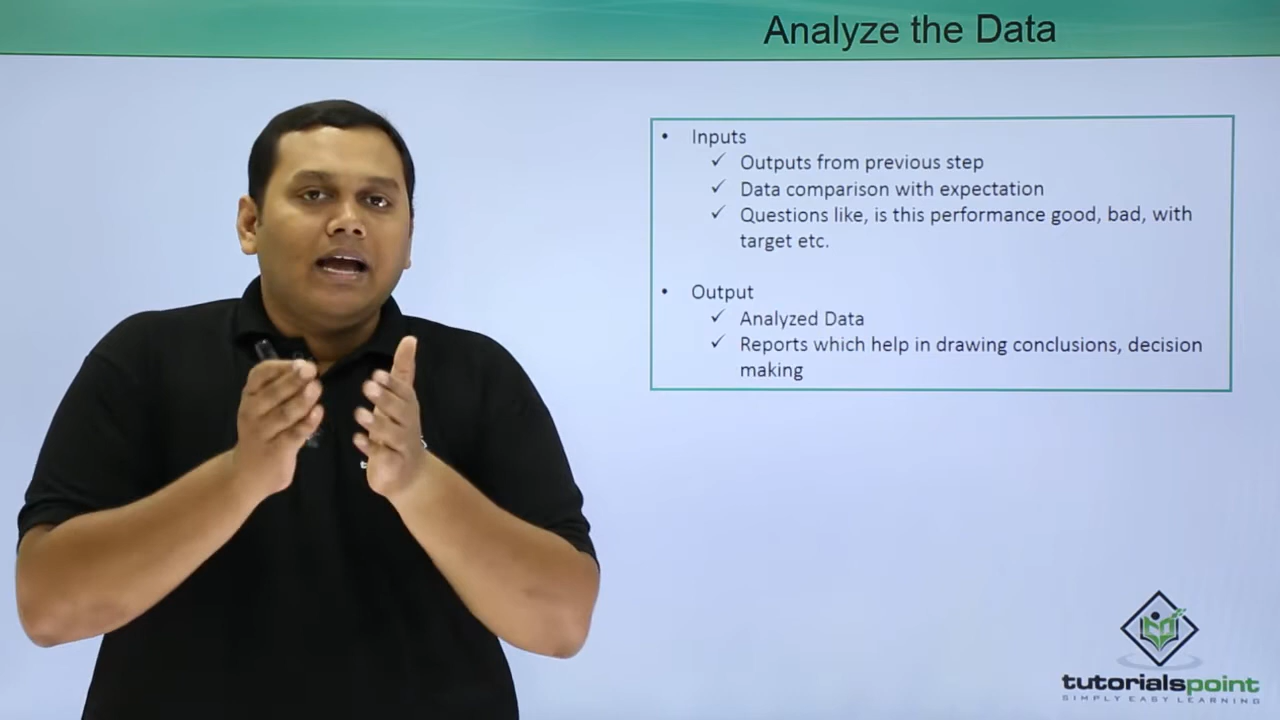 Analyze the Data
• Inputs
✓ Outputs from previous step
✓ Data comparison with expectation
✓ Questions like, is this performance good, bad, with
target etc.
• Output
✓ Analyzed Data
✓ Reports which help in drawing conclusions, decision
making
tutorialspoint
SIMPLY EASY LEARNING